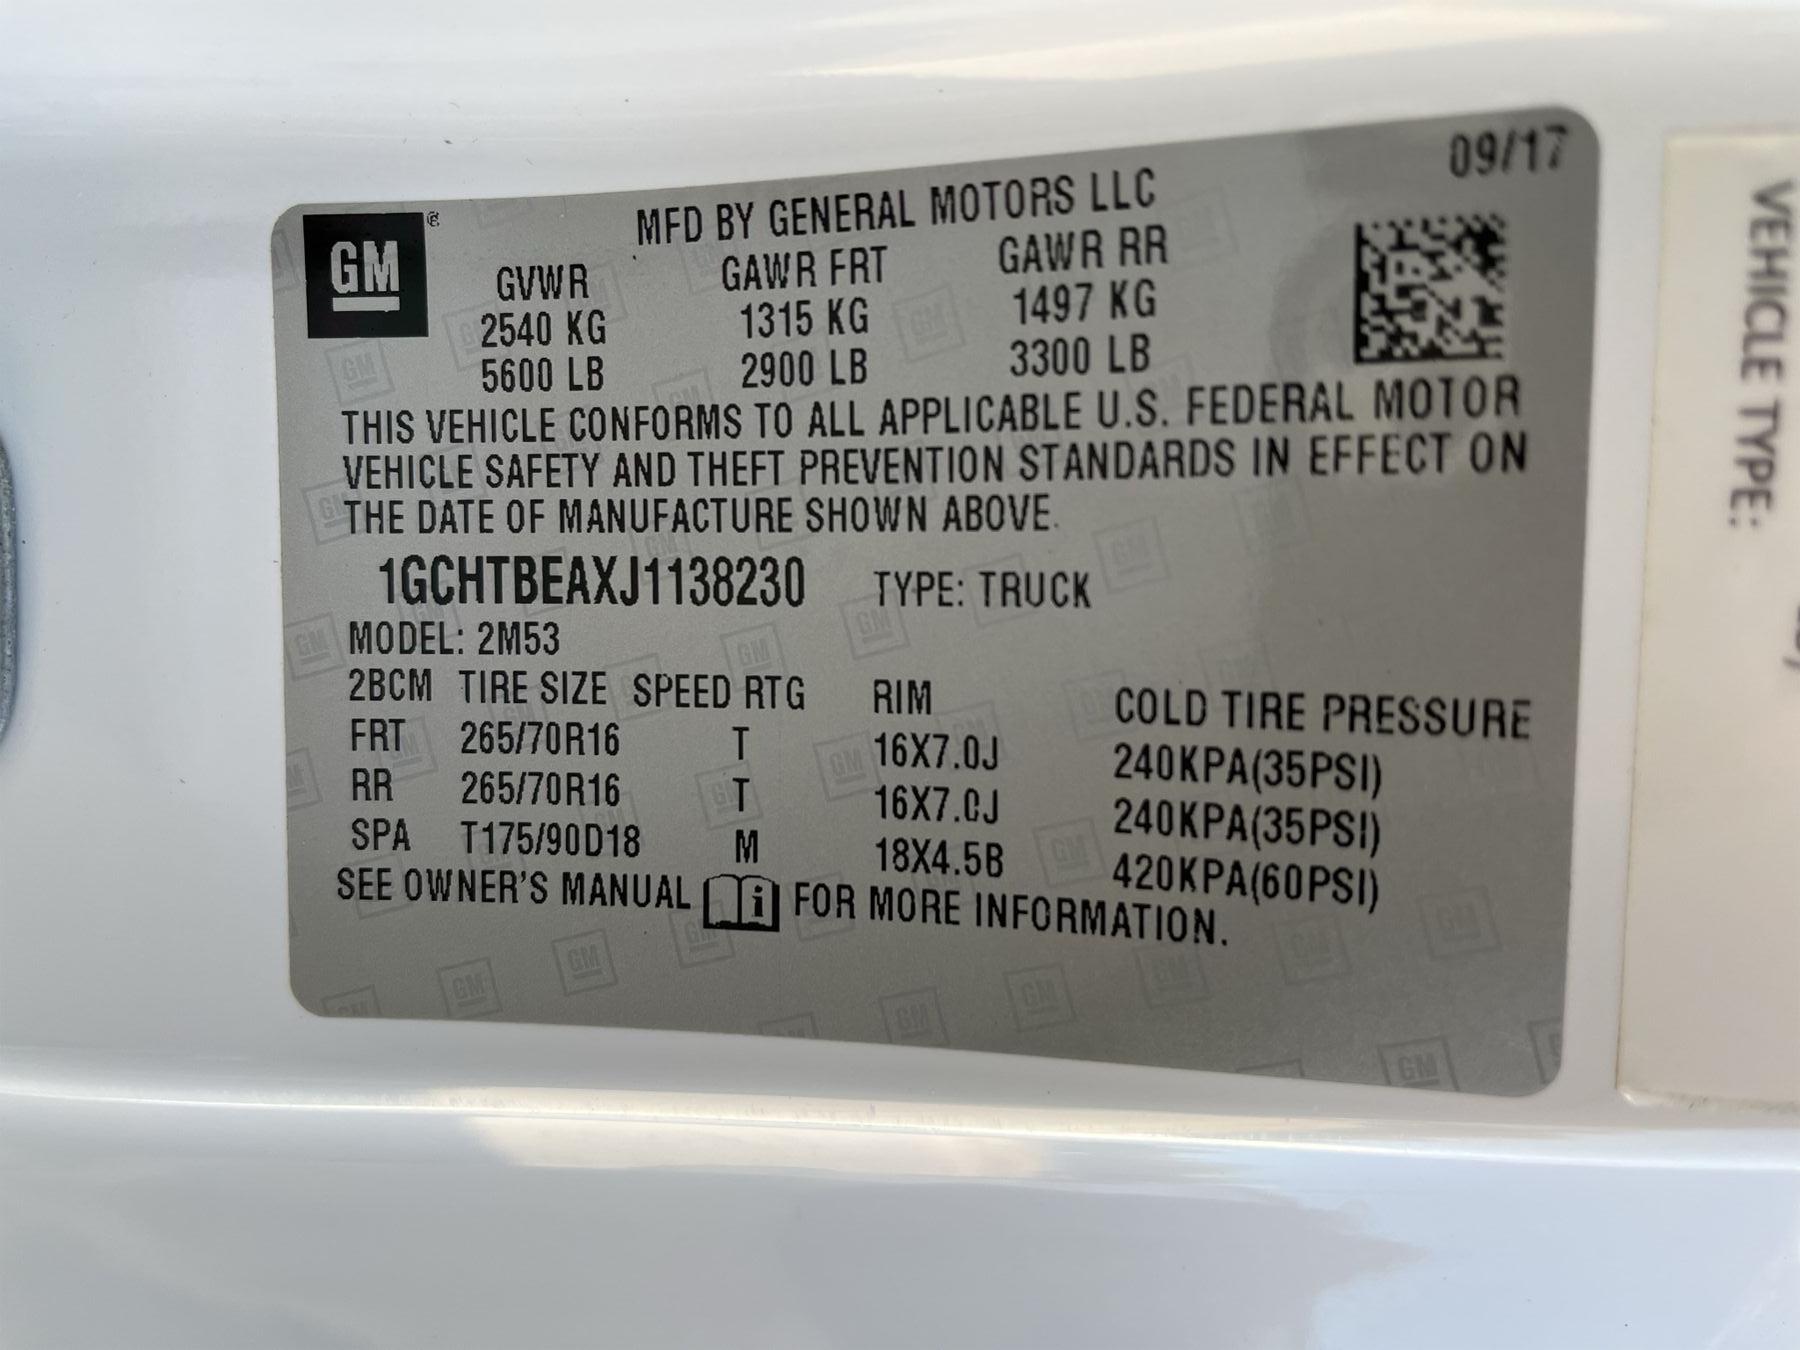 09/17
GM ®
MFD BY GENERAL MOTORS LLC
GVWR GAWR FRT GAWR RR
2540 KG 1315 KG 1497 KG
5600 LB 2900 LB 3300 LB
THIS VEHICLE CONFORMS TO ALL APPLICABLE U.S. FEDERAL MOTOR
VEHICLE SAFETY AND THEFT PREVENTION STANDARDS IN EFFECT ON
THE DATE OF MANUFACTURE SHOWN ABOVE.
1GCHTBEAXJ1138230 TYPE: TRUCK
MODEL: 2M53
2BCM TIRE SIZE SPEED RTG RIM COLD TIRE PRESSURE
FRT 265/70R16 T 16X7.0J 240KPA(35PSI)
RR 265/70R16 T 16X7.0J 240KPA(35PSI)
SPA T175/90D18 M 18X4.5B 420KPA(60PSI)
SEE OWNER'S MANUAL i FOR MORE INFORMATION.
VEHICLE TYPE: